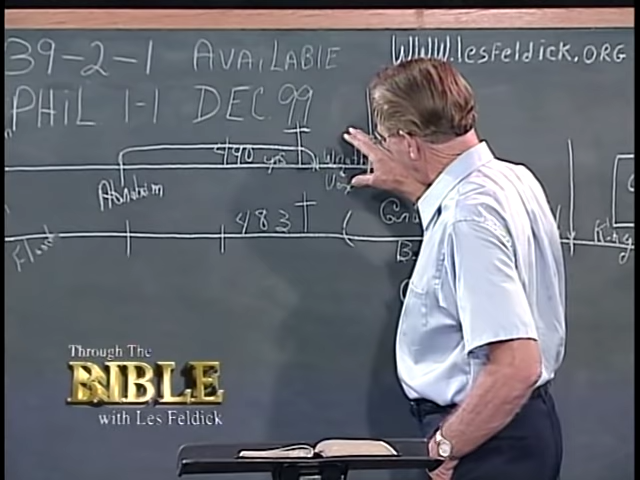 39-2-1 AVAILABLE
WWW.lesFeldick.ORG
PHIL 1-1 DEC. 99
490 yrs
Abraham
483
Flood
B.
King
Through The
BIBLE
with Les Feldick